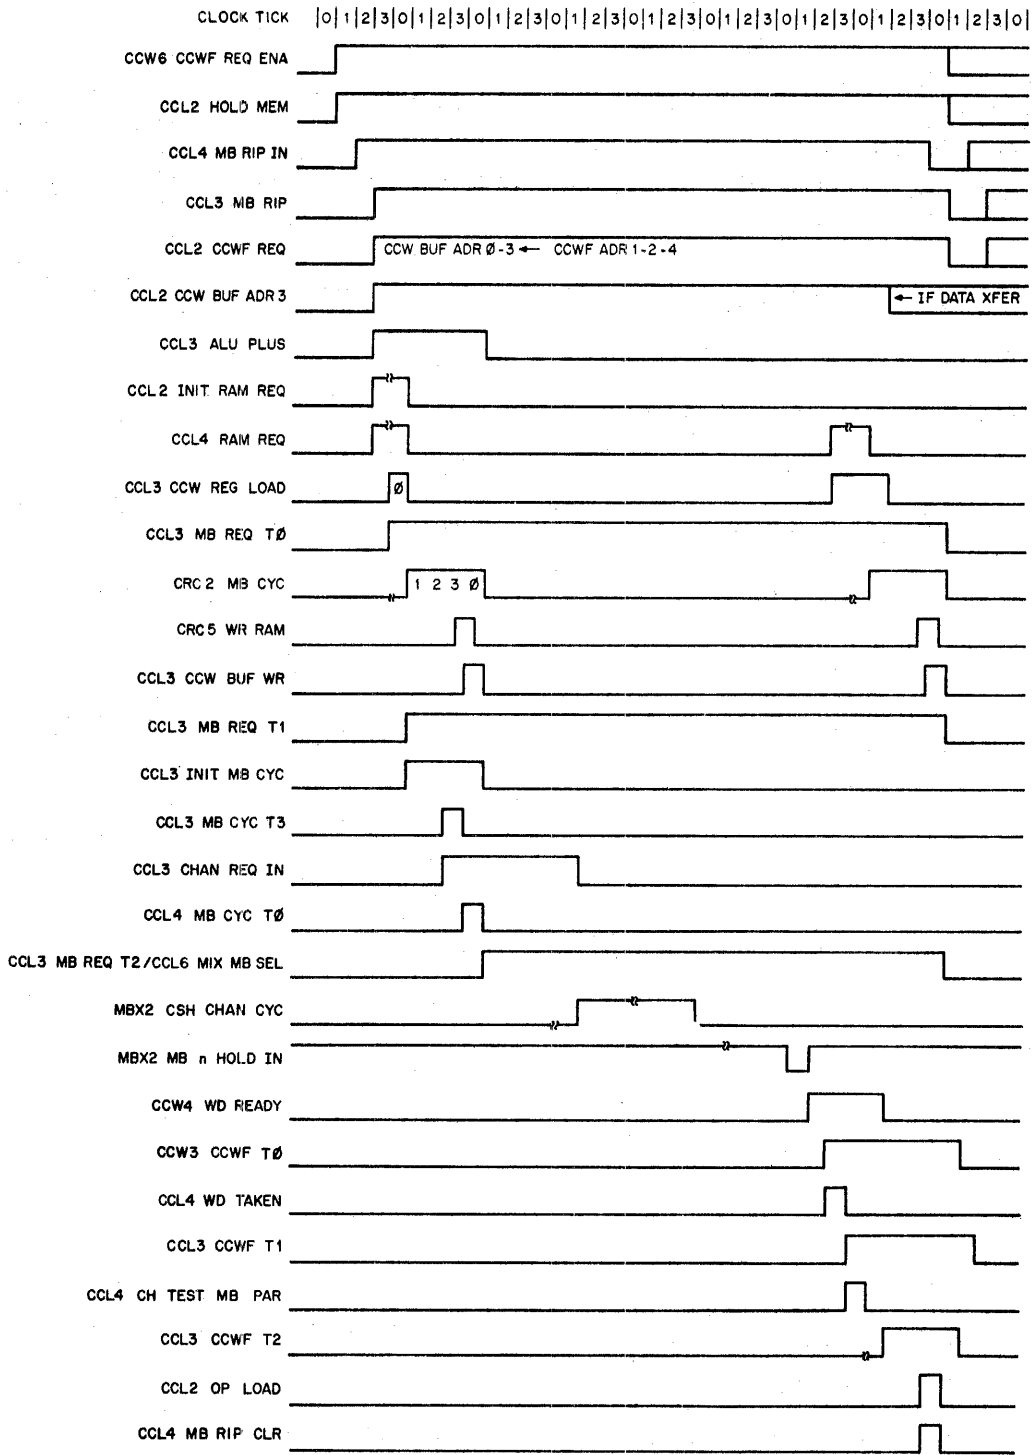 CLOCK TICK |0|1|2|3|0|1|2|3|0|1|2|3|0|1|2|3|0|1|2|3|0|1|2|3|0|1|2|3|0|1|2|3|0|1|2|3|0|
CCW6 CCWF REQ ENA
CCL2 HOLD MEM
CCL4 MB RIP IN
CCL3 MB RIP
CCL2 CCWF REQ CCW BUF ADR Ø-3 ← CCWF ADR 1-2-4
CCL2 CCW BUF ADR3 ← IF DATA XFER
CCL3 ALU PLUS
CCL2 INIT RAM REQ
CCL4 RAM REQ
CCL3 CCW REG LOAD Ø
CCL3 MB REQ TØ
CRC2 MB CYC 1 2 3 Ø
CRC5 WR RAM
CCL3 CCW BUF WR
CCL3 MB REQ T1
CCL3 INIT MB CYC
CCL3 MB CYC T3
CCL3 CHAN REQ IN
CCL4 MB CYC TØ
CCL3 MB REQ T2/CCL6 MIX MB SEL
MBX2 CSH CHAN CYC
MBX2 MB n HOLD IN
CCW4 WD READY
CCW3 CCWF TØ
CCL4 WD TAKEN
CCL3 CCWF T1
CCL4 CH TEST MB PAR
CCL3 CCWF T2
CCL2 OP LOAD
CCL4 MB RIP CLR